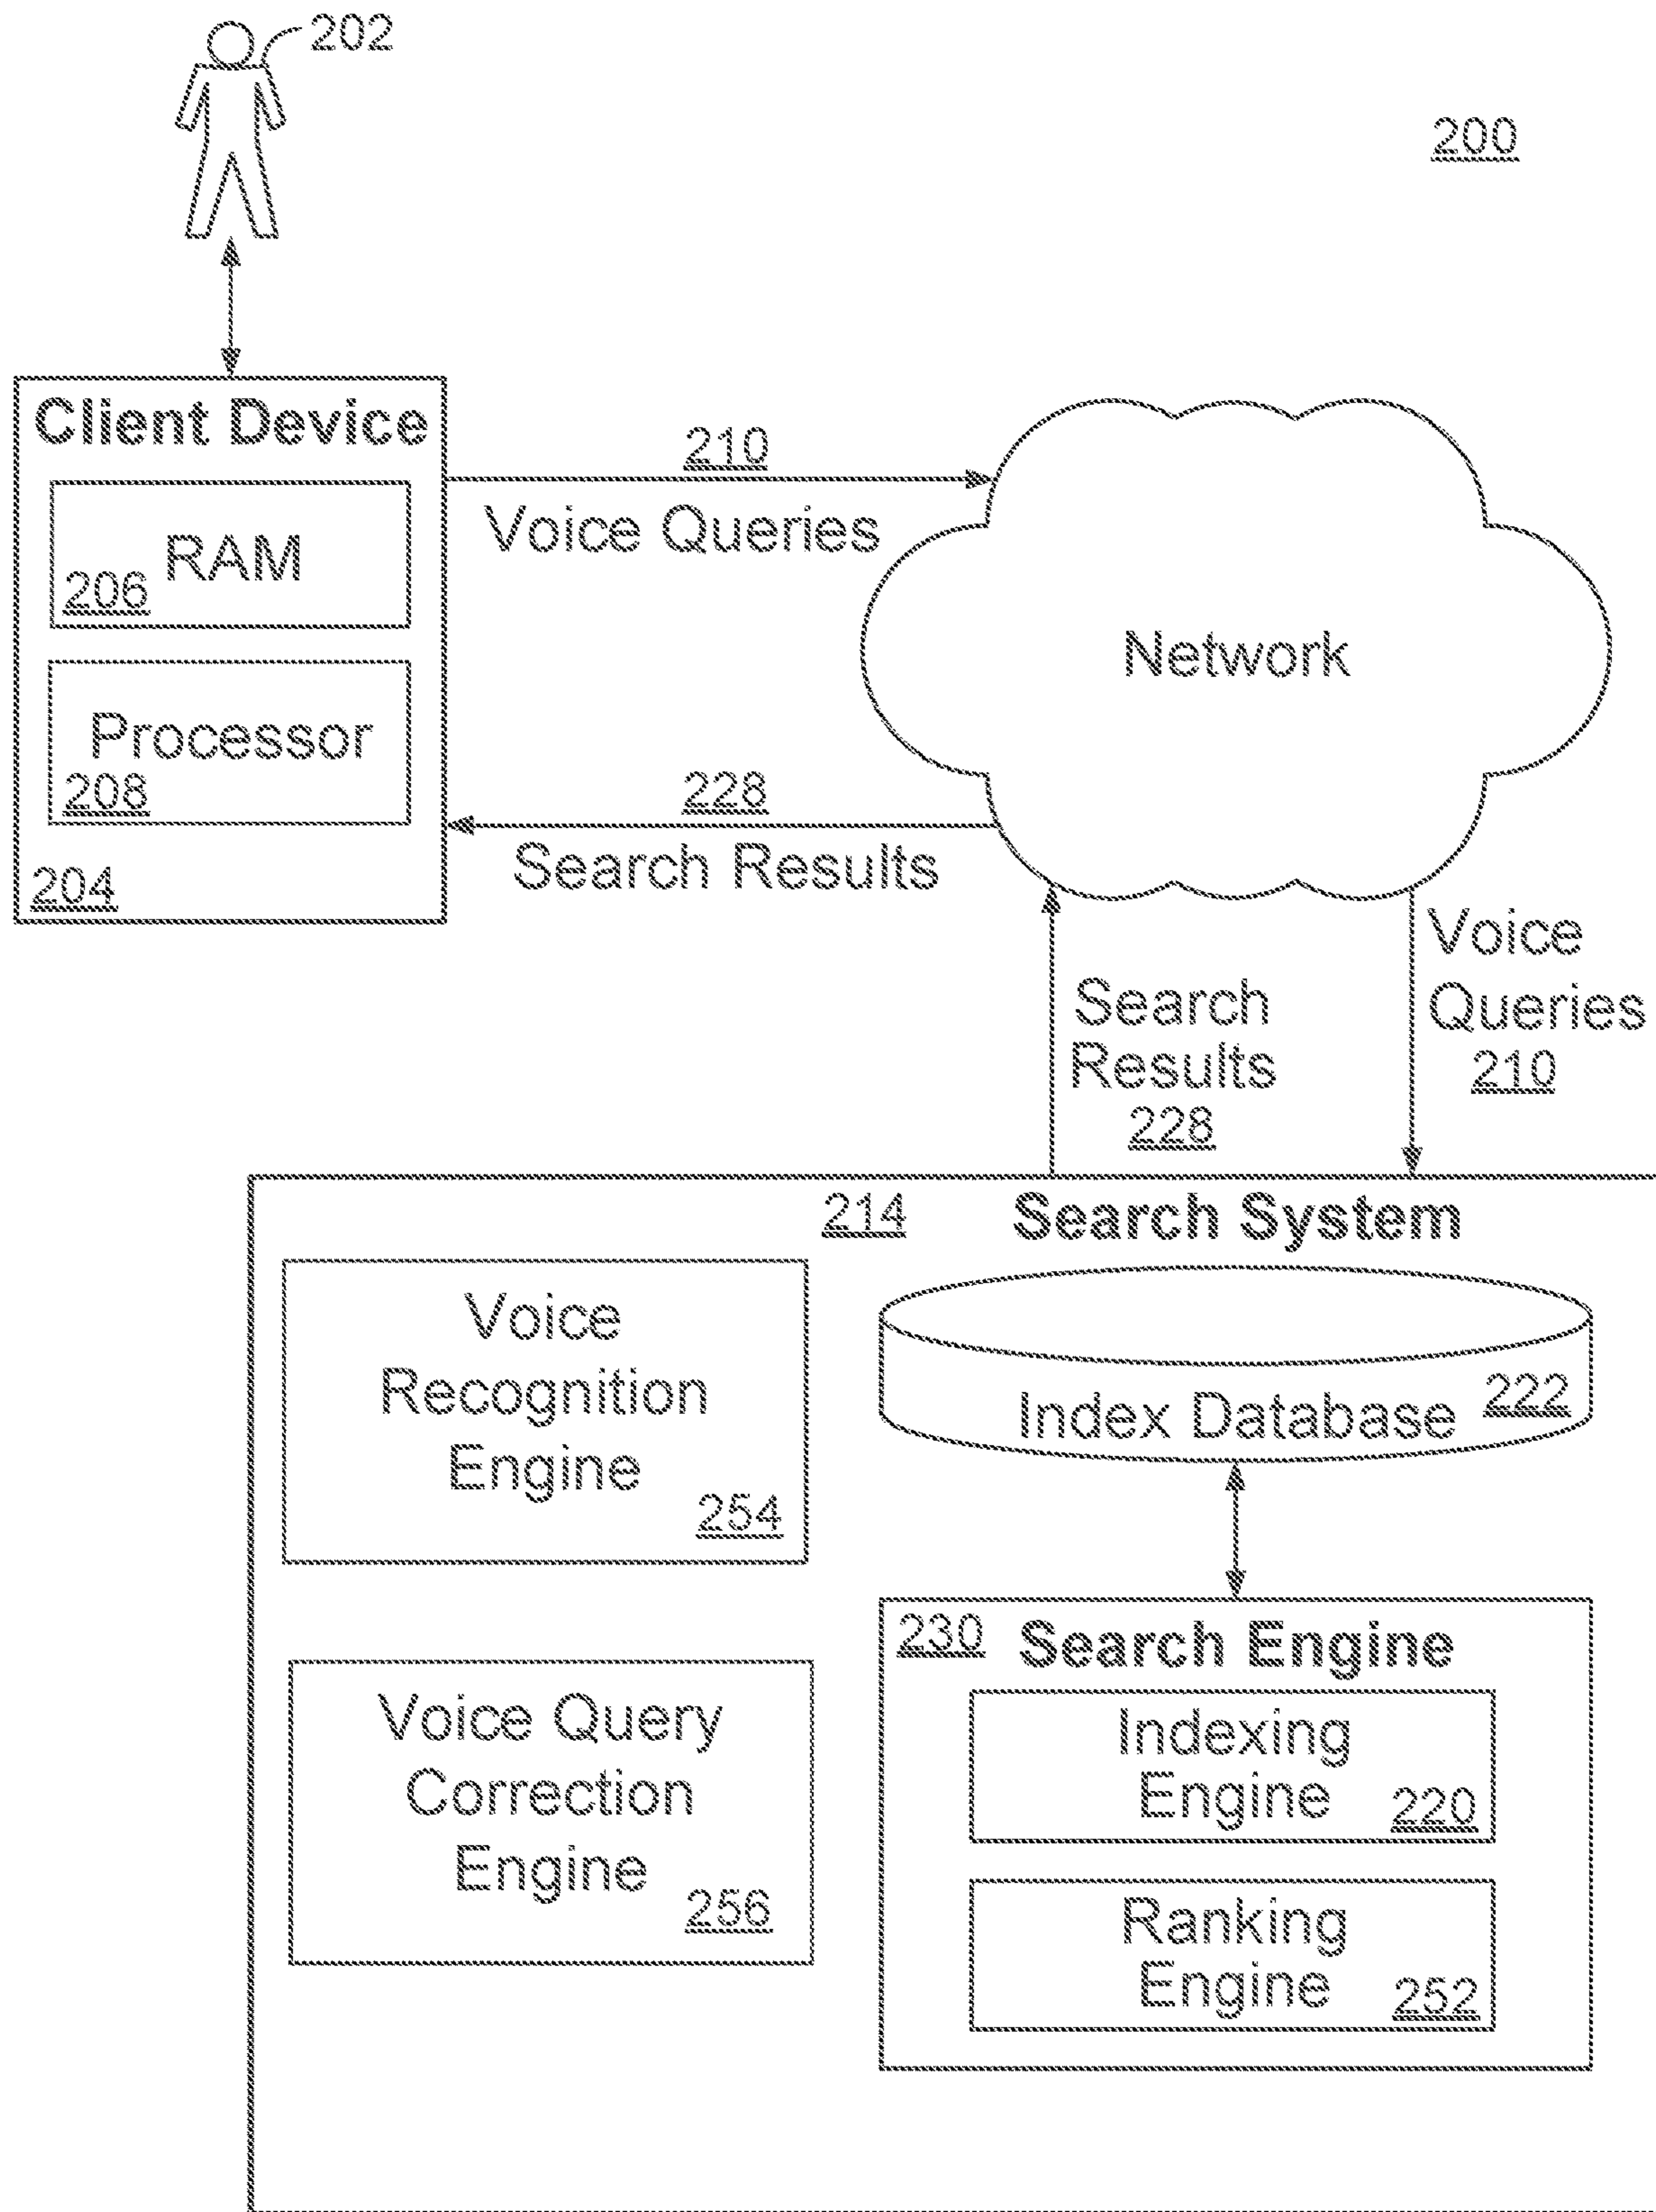 202
200
Client Device
RAM
206
Processor
208
204
210
Voice Queries
228
Search Results
Network
Voice
Queries
210
Search
Results
228
214
Search System
Voice
Recognition
Engine
254
Index Database
222
230
Search Engine
Indexing
Engine
220
Voice Query
Correction
Engine
256
Ranking
Engine
252